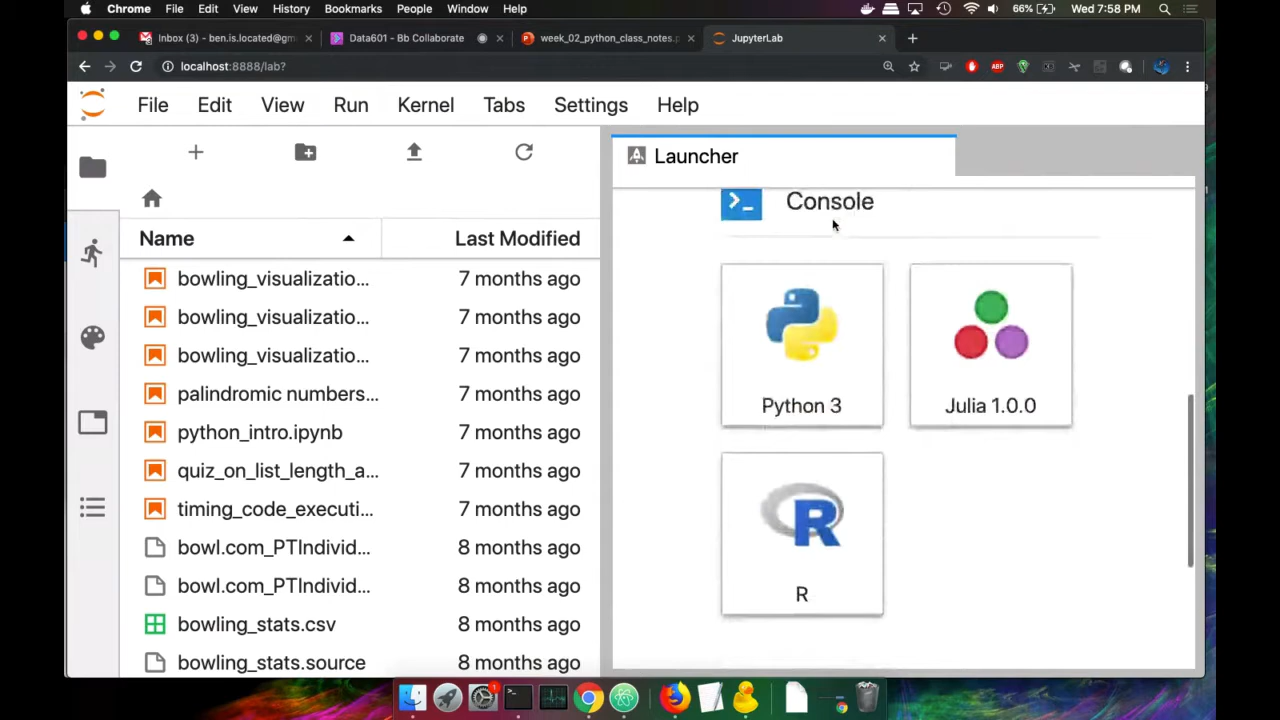 Chrome File Edit View History Bookmarks People Window Help 66% Wed 7:58 PM
Inbox (3) - ben.is.located@gm Data601 - Bb Collaborate week_02_python_class_notes.p JupyterLab
localhost:8888/lab? ABP
File Edit View Run Kernel Tabs Settings Help
Launcher
Console
Name Last Modified
bowling_visualizatio... 7 months ago
bowling_visualizatio... 7 months ago
bowling_visualizatio... 7 months ago
palindromic numbers... 7 months ago
python_intro.ipynb 7 months ago
quiz_on_list_length_a... 7 months ago
timing_code_executi... 7 months ago
bowl.com_PTIndivid... 8 months ago
bowl.com_PTIndivid... 8 months ago
bowling_stats.csv 8 months ago
bowling_stats.source 8 months ago
Python 3 Julia 1.0.0
R
R
1